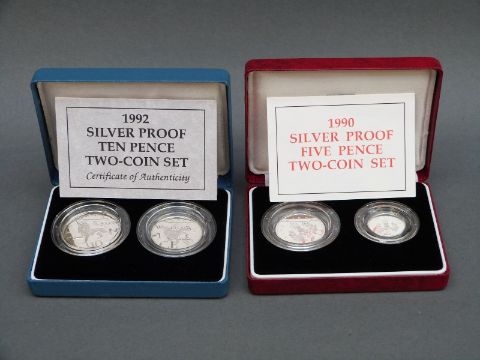 1992
SILVER PROOF
TEN PENCE
TWO-COIN SET
Certificate of Authenticity
1990
SILVER PROOF
FIVE PENCE
TWO-COIN SET